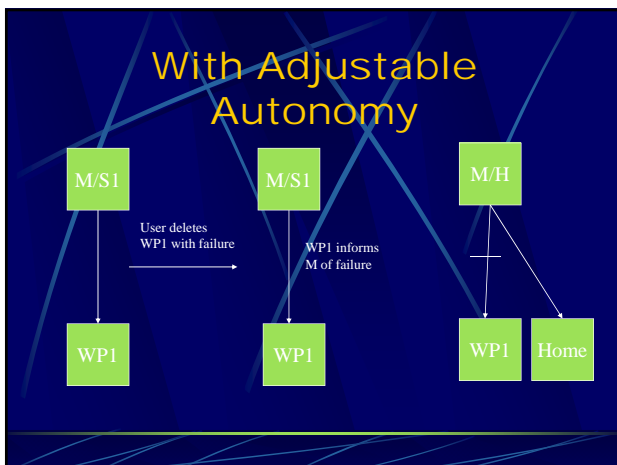 With Adjustable
Autonomy
M/S1
M/S1
M/H
User deletes
WP1 with failure
WP1 informs
M of failure
WP1
WP1
WP1
Home